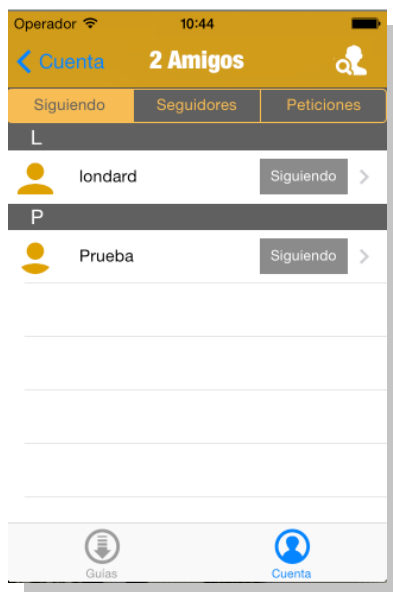 Operador 10:44
Cuenta 2 Amigos
Siguiendo Seguidores Peticiones
L
londard Siguiendo
P
Prueba Siguiendo
Guías Cuenta